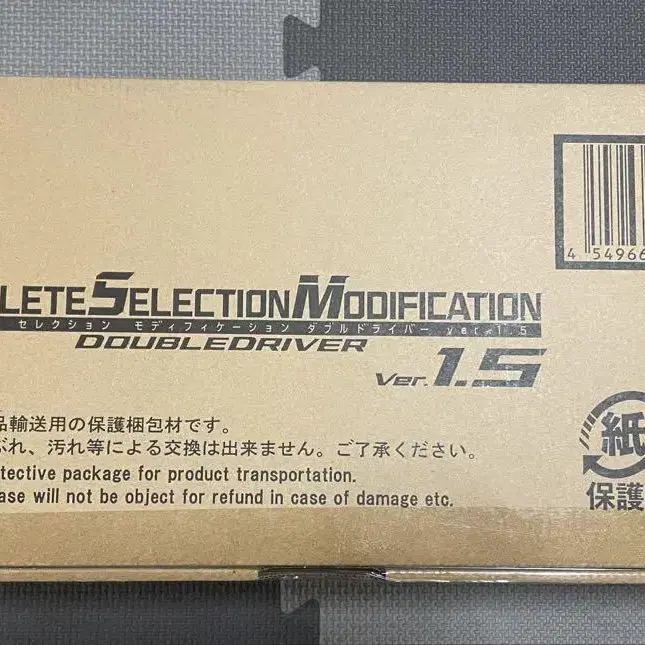 LETE SELECTION MODIFICATION
セレクション モディフィケーション ダブルドライバー ver.1.5
DOUBLEDRIVER
Ver. 1.5
品輸送用の保護梱包材です。
ぶれ、汚れ等による交換は出来ません。ご了承ください。
tective package for product transportation.
ase will not be object for refund in case of damage etc.
4 54966
紙
保護